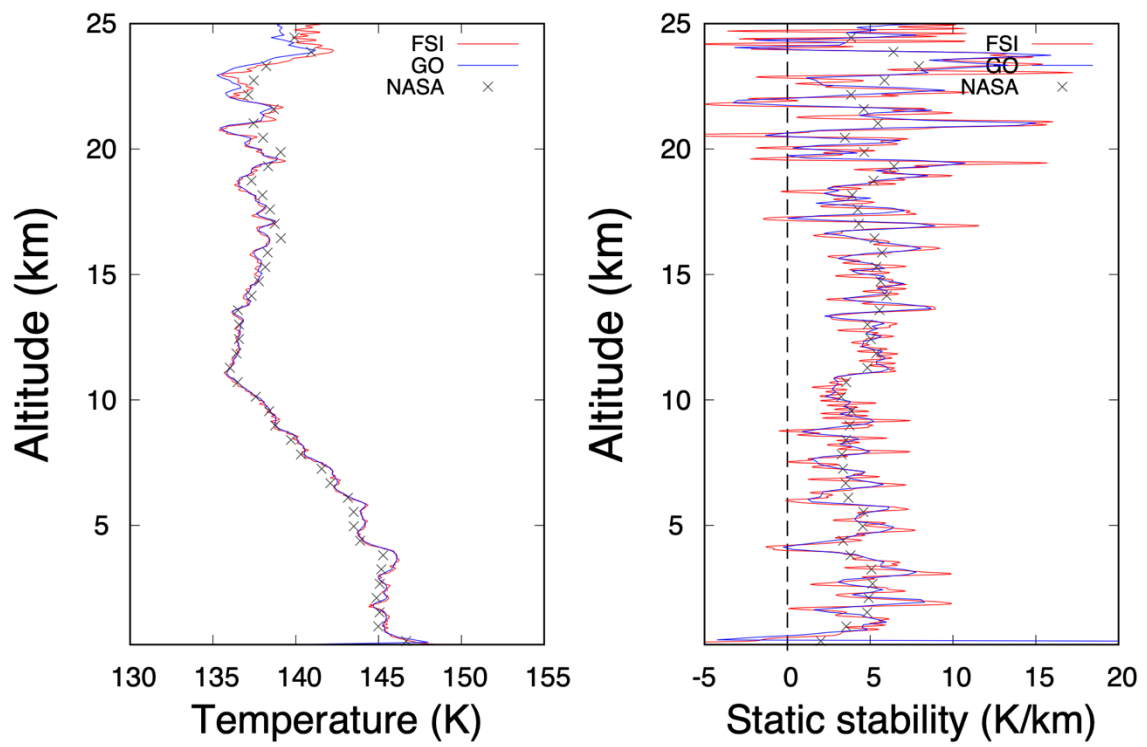 25
20
15
10
5
Altitude (km)
FSI
GO
NASA
130 135 140 145 150 155
Temperature (K)
25
20
15
10
5
Altitude (km)
FSI
GO
NASA
-5 0 5 10 15 20
Static stability (K/km)